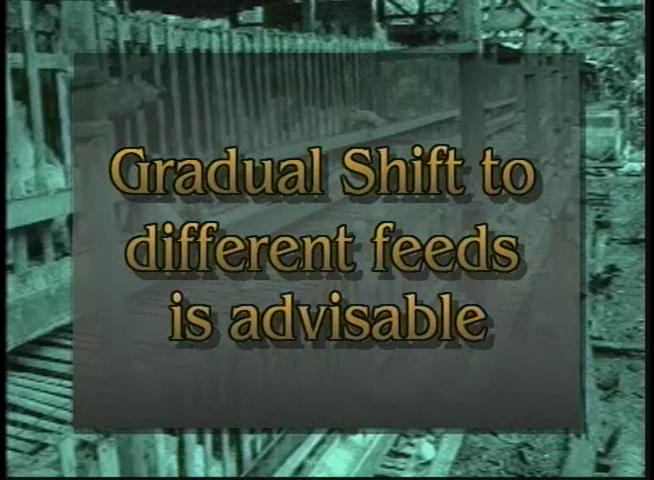 Gradual Shift to
different feeds
is advisable